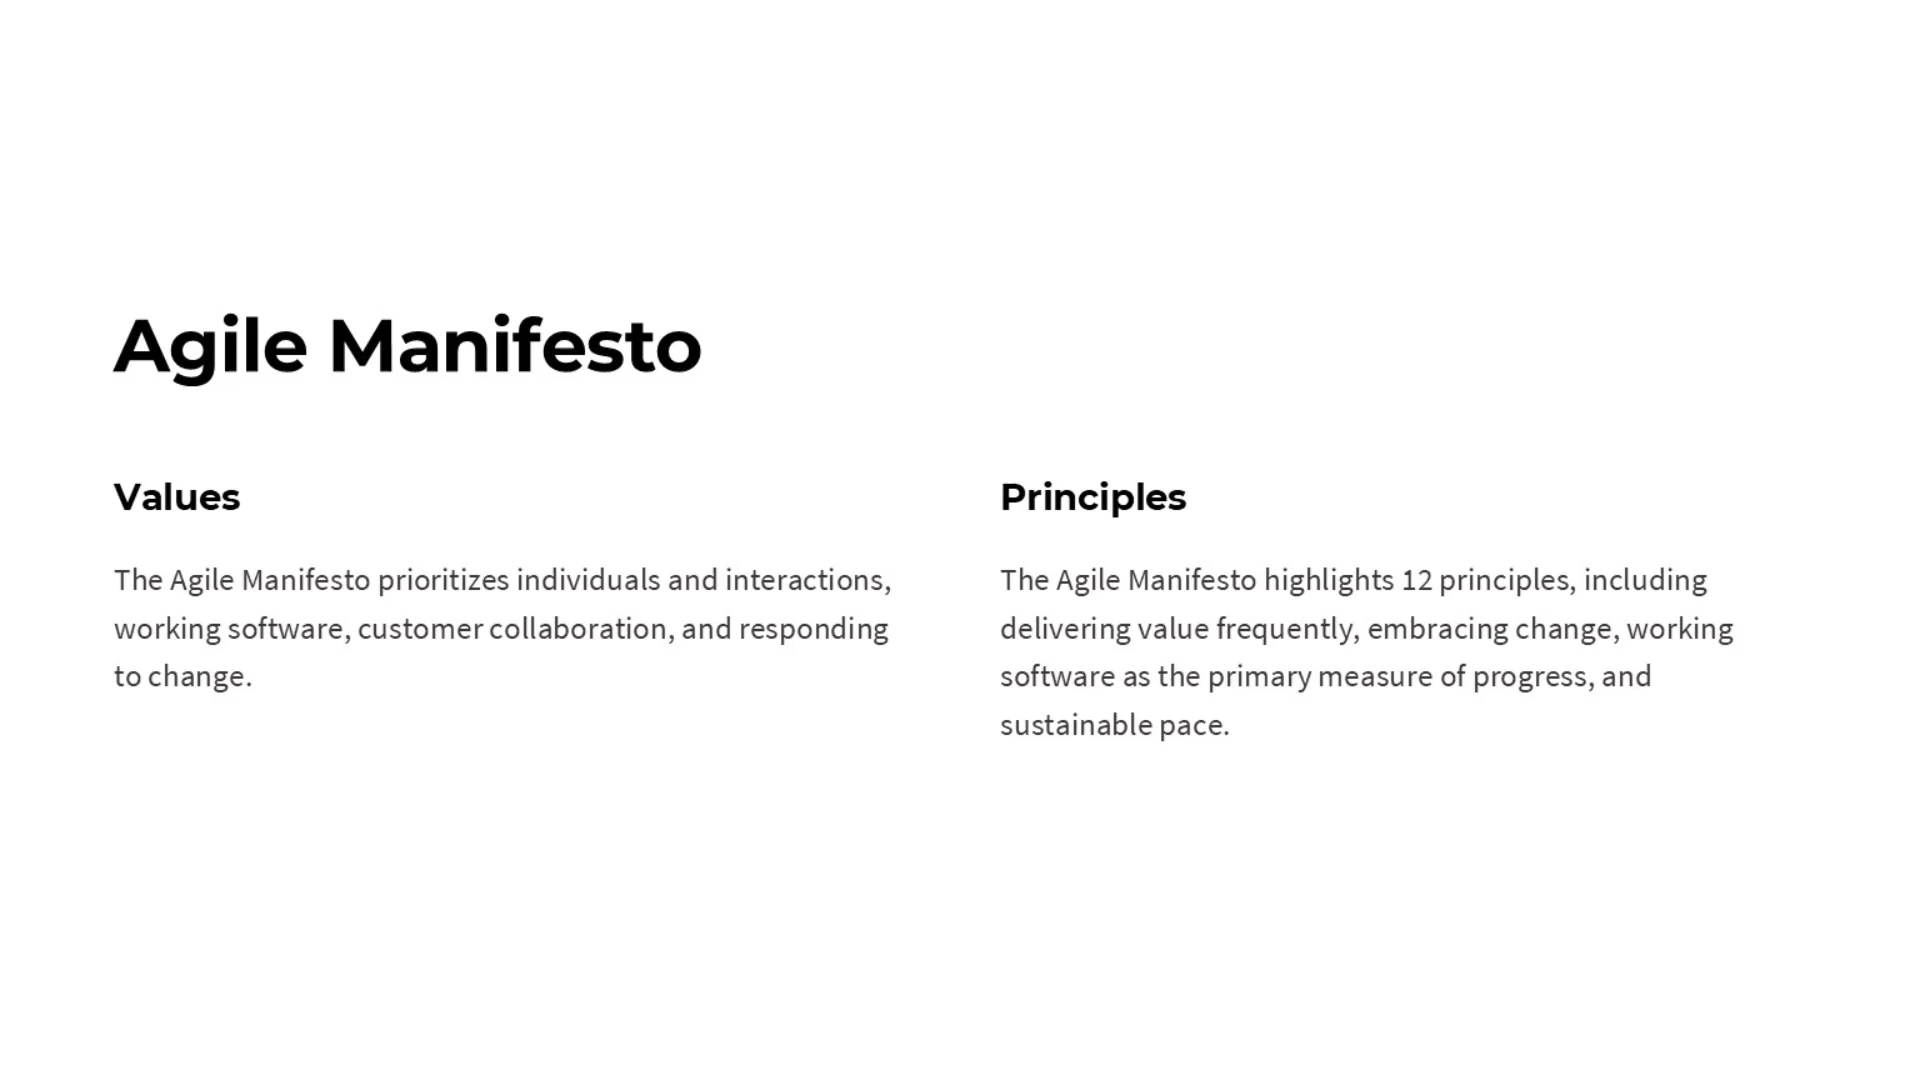 Agile Manifesto
Values
The Agile Manifesto prioritizes individuals and interactions,
working software, customer collaboration, and responding
to change.
Principles
The Agile Manifesto highlights 12 principles, including
delivering value frequently, embracing change, working
software as the primary measure of progress, and
sustainable pace.